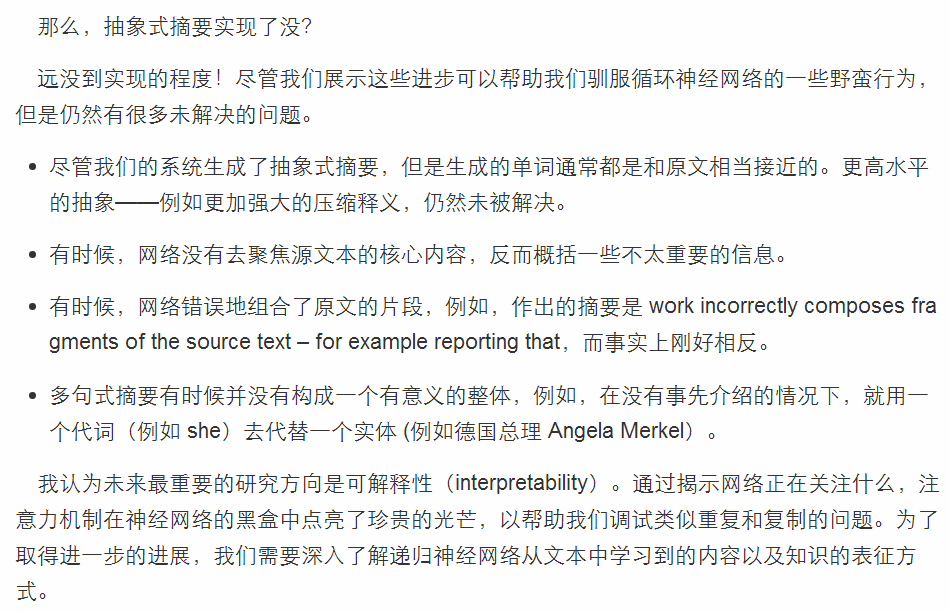 那么，抽象式摘要实现了没？
远没到实现的程度！尽管我们展示这些进步可以帮助我们驯服循环神经网络的一些野蛮行为，
但是仍然有很多未解决的问题。
尽管我们的系统生成了抽象式摘要，但是生成的单词通常都是和原文相当接近的。更高水平
的抽象——例如更加强大的压缩释义，仍然未被解决。
有时候，网络没有去聚焦源文本的核心内容，反而概括一些不太重要的信息。
有时候，网络错误地组合了原文的片段，例如，作出的摘要是 work incorrectly composes fra
gments of the source text – for example reporting that，而事实上刚好相反。
多句式摘要有时候并没有构成一个有意义的整体，例如，在没有事先介绍的情况下，就用一
个代词（例如 she）去代替一个实体 (例如德国总理 Angela Merkel）。
我认为未来最重要的研究方向是可解释性（interpretability）。通过揭示网络正在关注什么，注
意力机制在神经网络的黑盒中点亮了珍贵的光芒，以帮助我们调试类似重复和复制的问题。为了
取得进一步的进展，我们需要深入了解递归神经网络从文本中学习到的内容以及知识的表征方
式。